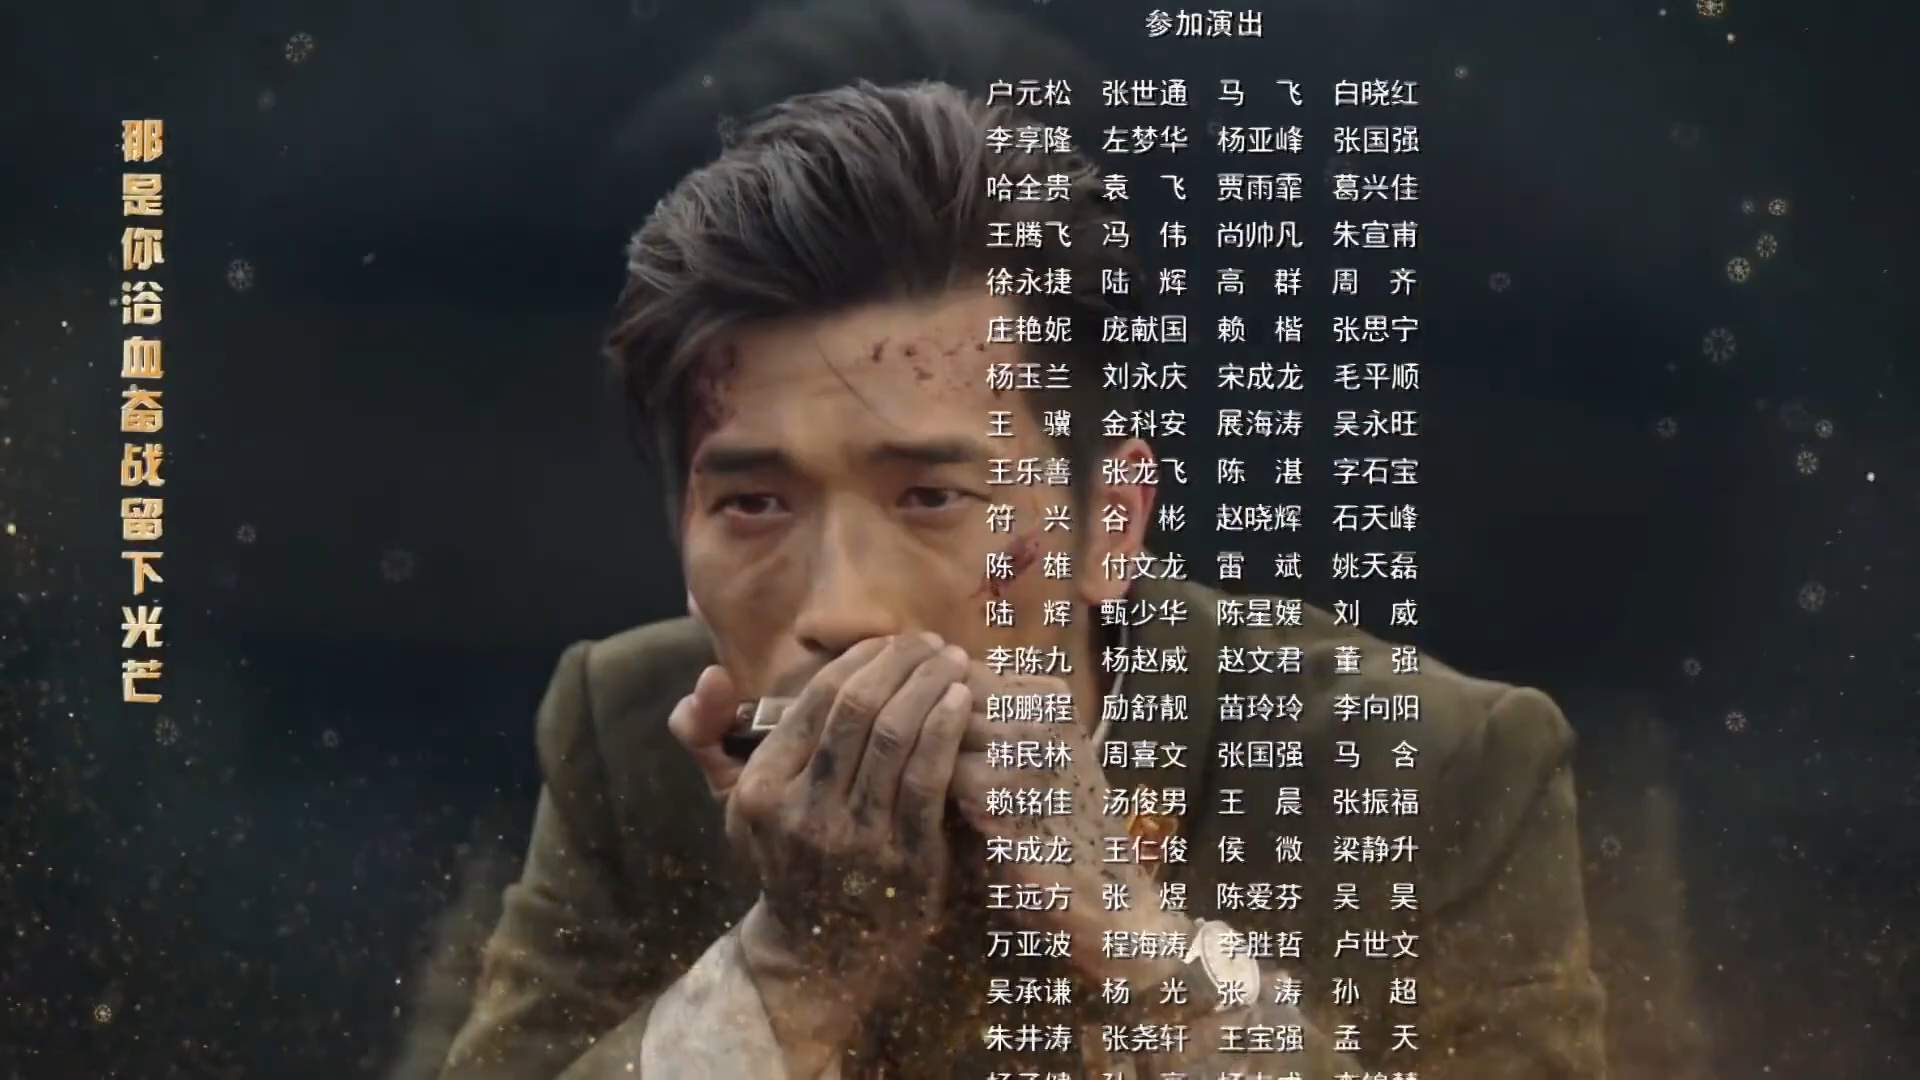 参加演出
那是你浴血奋战留下光芒
户元松 张世通 马 飞 白晓红
李享隆 左梦华 杨亚峰 张国强
哈全贵 袁 飞 贾雨霏 葛兴佳
王腾飞 冯 伟 尚帅凡 朱宣甫
徐永捷 陆 辉 高 群 周 齐
庄艳妮 庞献国 赖 楷 张思宁
杨玉兰 刘永庆 宋成龙 毛平顺
王 骥 金科安 展海涛 吴永旺
王乐善 张龙飞 陈 湛 字石宝
符 兴 谷 彬 赵晓辉 石天峰
陈 雄 付文龙 雷 斌 姚天磊
陆 辉 甄少华 陈星媛 刘 威
李陈九 杨赵威 赵文君 董 强
郎鹏程 励舒靓 苗玲玲 李向阳
韩民林 周喜文 张国强 马 含
赖铭佳 汤俊男 王 晨 张振福
宋成龙 王仁俊 侯 微 梁静升
王远方 张 煜 陈爱芬 吴 昊
万亚波 程海涛 李胜哲 卢世文
吴承谦 杨 光 张 涛 孙 超
朱井涛 张尧轩 王宝强 孟 天